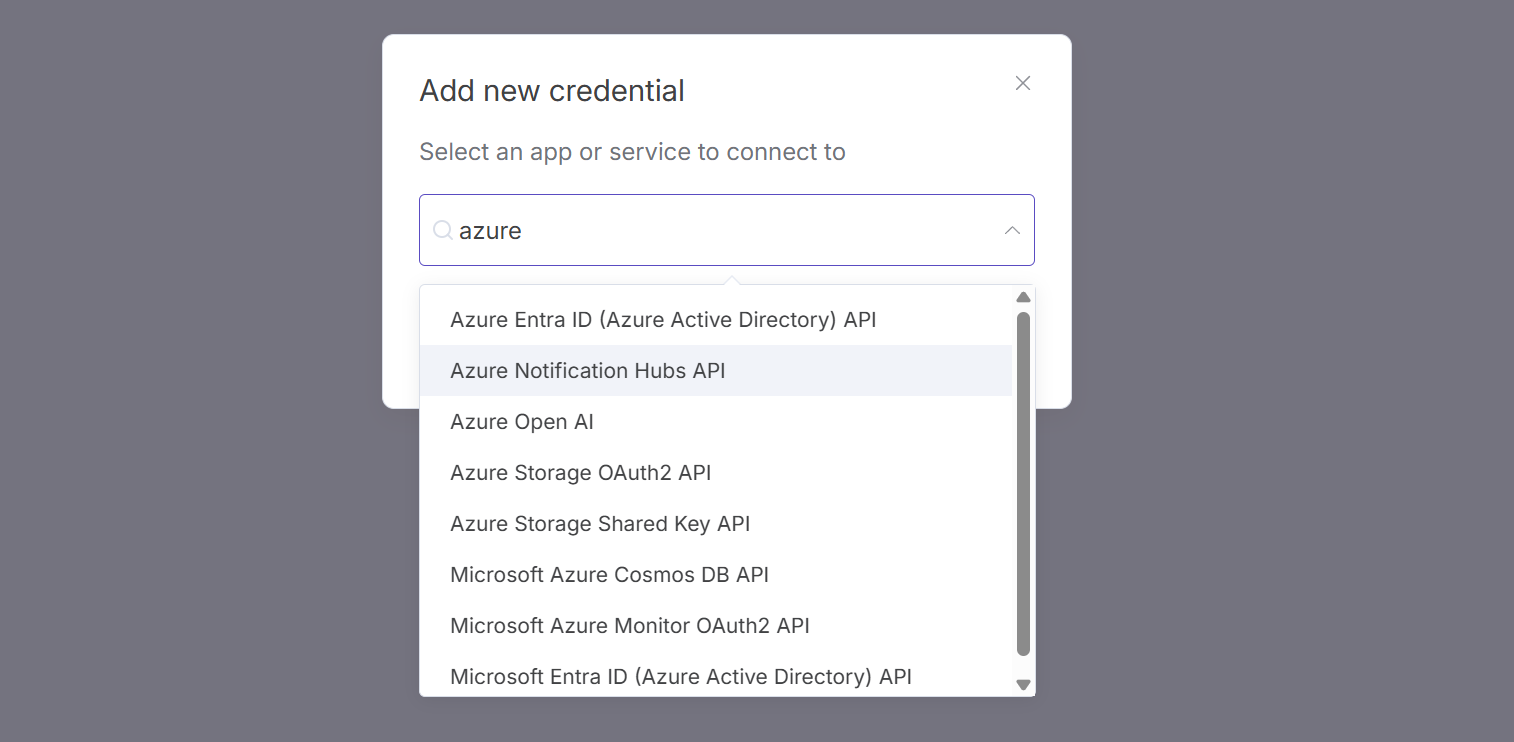 Add new credential
Select an app or service to connect to
azure
Azure Entra ID (Azure Active Directory) API
Azure Notification Hubs API
Azure Open AI
Azure Storage OAuth2 API
Azure Storage Shared Key API
Microsoft Azure Cosmos DB API
Microsoft Azure Monitor OAuth2 API
Microsoft Entra ID (Azure Active Directory) API